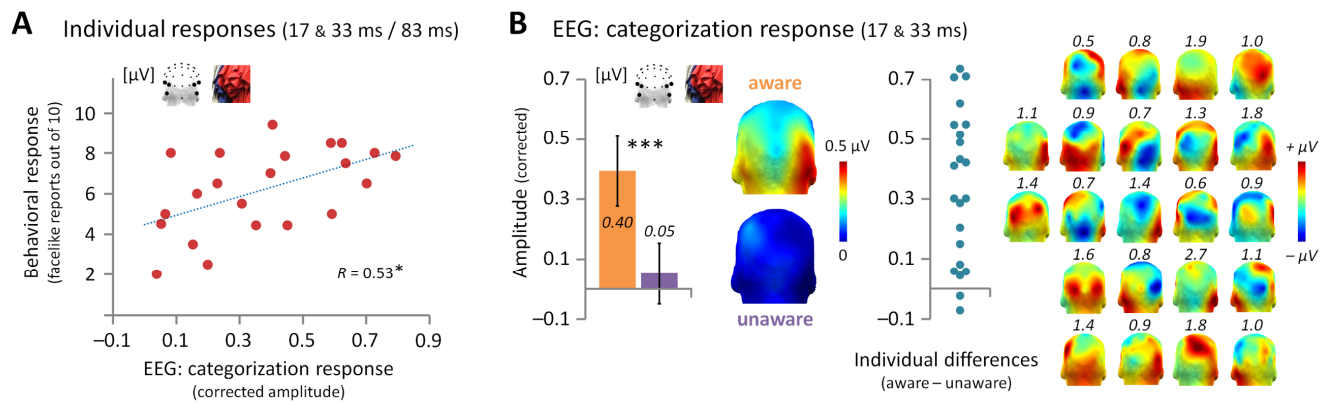 A Individual responses (17 & 33 ms / 83 ms)
[µV]
Behavioral response
(facelike reports out of 10)
10
8
6
4
2
R = 0.53*
−0.1 0.1 0.3 0.5 0.7 0.9
EEG: categorization response
(corrected amplitude)
B EEG: categorization response (17 & 33 ms)
[µV]
Amplitude (corrected)
0.7
0.5
0.3
0.1
−0.1
***
0.40
0.05
aware
unaware
0.5 µV
0
0.7
0.5
0.3
0.1
−0.1
Individual differences
(aware – unaware)
0.5 0.8 1.9 1.0
1.1 0.9 0.7 1.3 1.8
1.4 0.7 1.4 0.6 0.9
1.6 0.8 2.7 1.1
1.4 0.9 1.8 1.0
+ µV
− µV